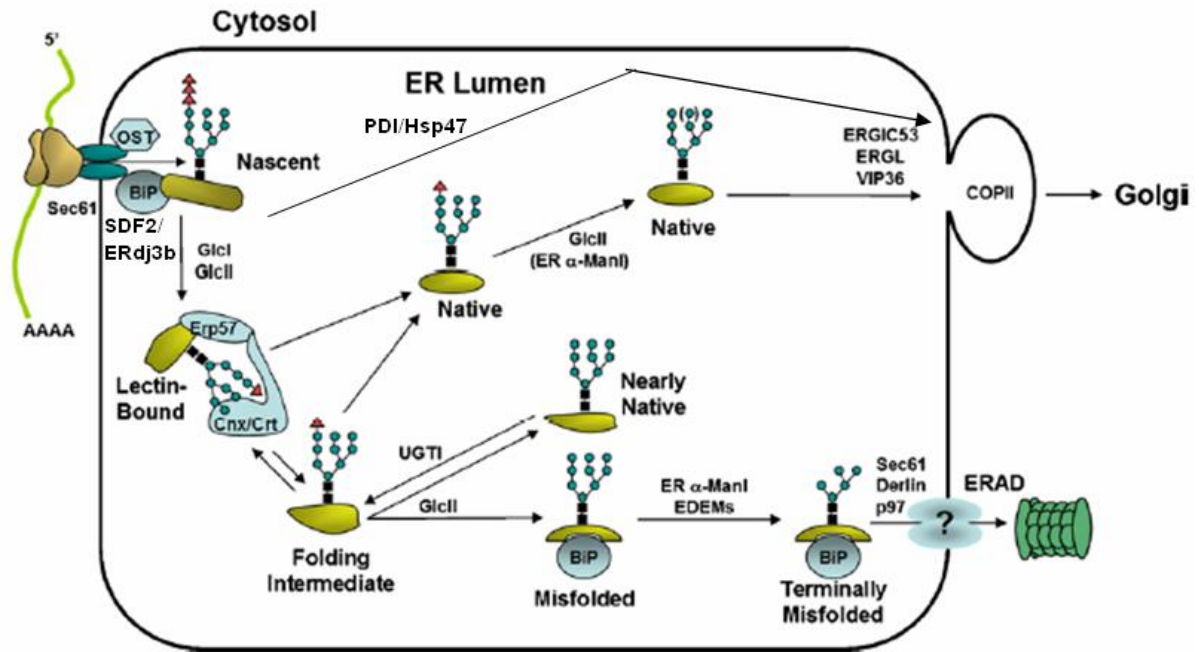 Cytosol
5’
ER Lumen
OST
PDI/Hsp47
Nascent
BiP
Sec61
SDF2/
ERdj3b
GlcI
GlcII
ERGIC53
ERGL
VIP36
COPII
Golgi
( )
Native
GlcII
(ER α-ManI)
Native
AAAA
Erp57
Lectin-
Bound
Cnx/Crt
Nearly
Native
UGTI
GlcII
Folding
Intermediate
BiP
Misfolded
ER α-ManI
EDEMs
BiP
Terminally
Misfolded
Sec61
Derlin
p97
ERAD
?